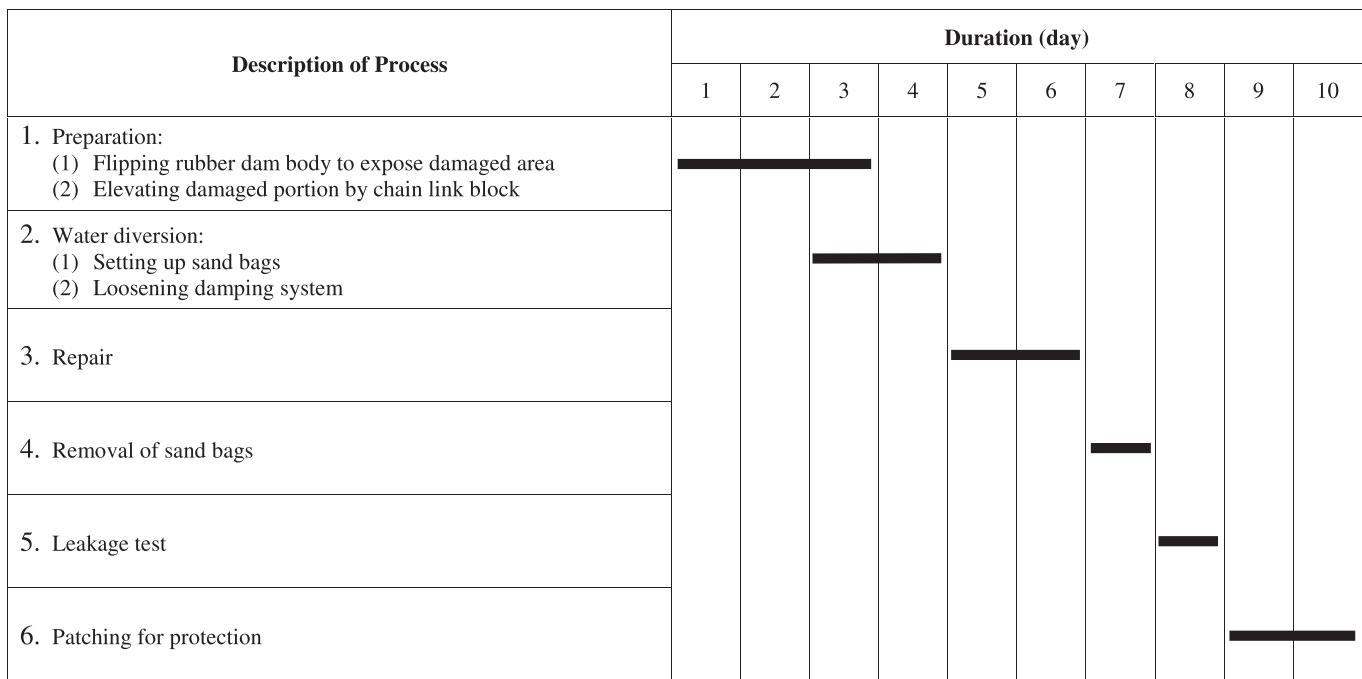 Description of Process
Duration (day)
1 2 3 4 5 6 7 8 9 10
1. Preparation:
(1) Flipping rubber dam body to expose damaged area
(2) Elevating damaged portion by chain link block
2. Water diversion:
(1) Setting up sand bags
(2) Loosening damping system
3. Repair
4. Removal of sand bags
5. Leakage test
6. Patching for protection